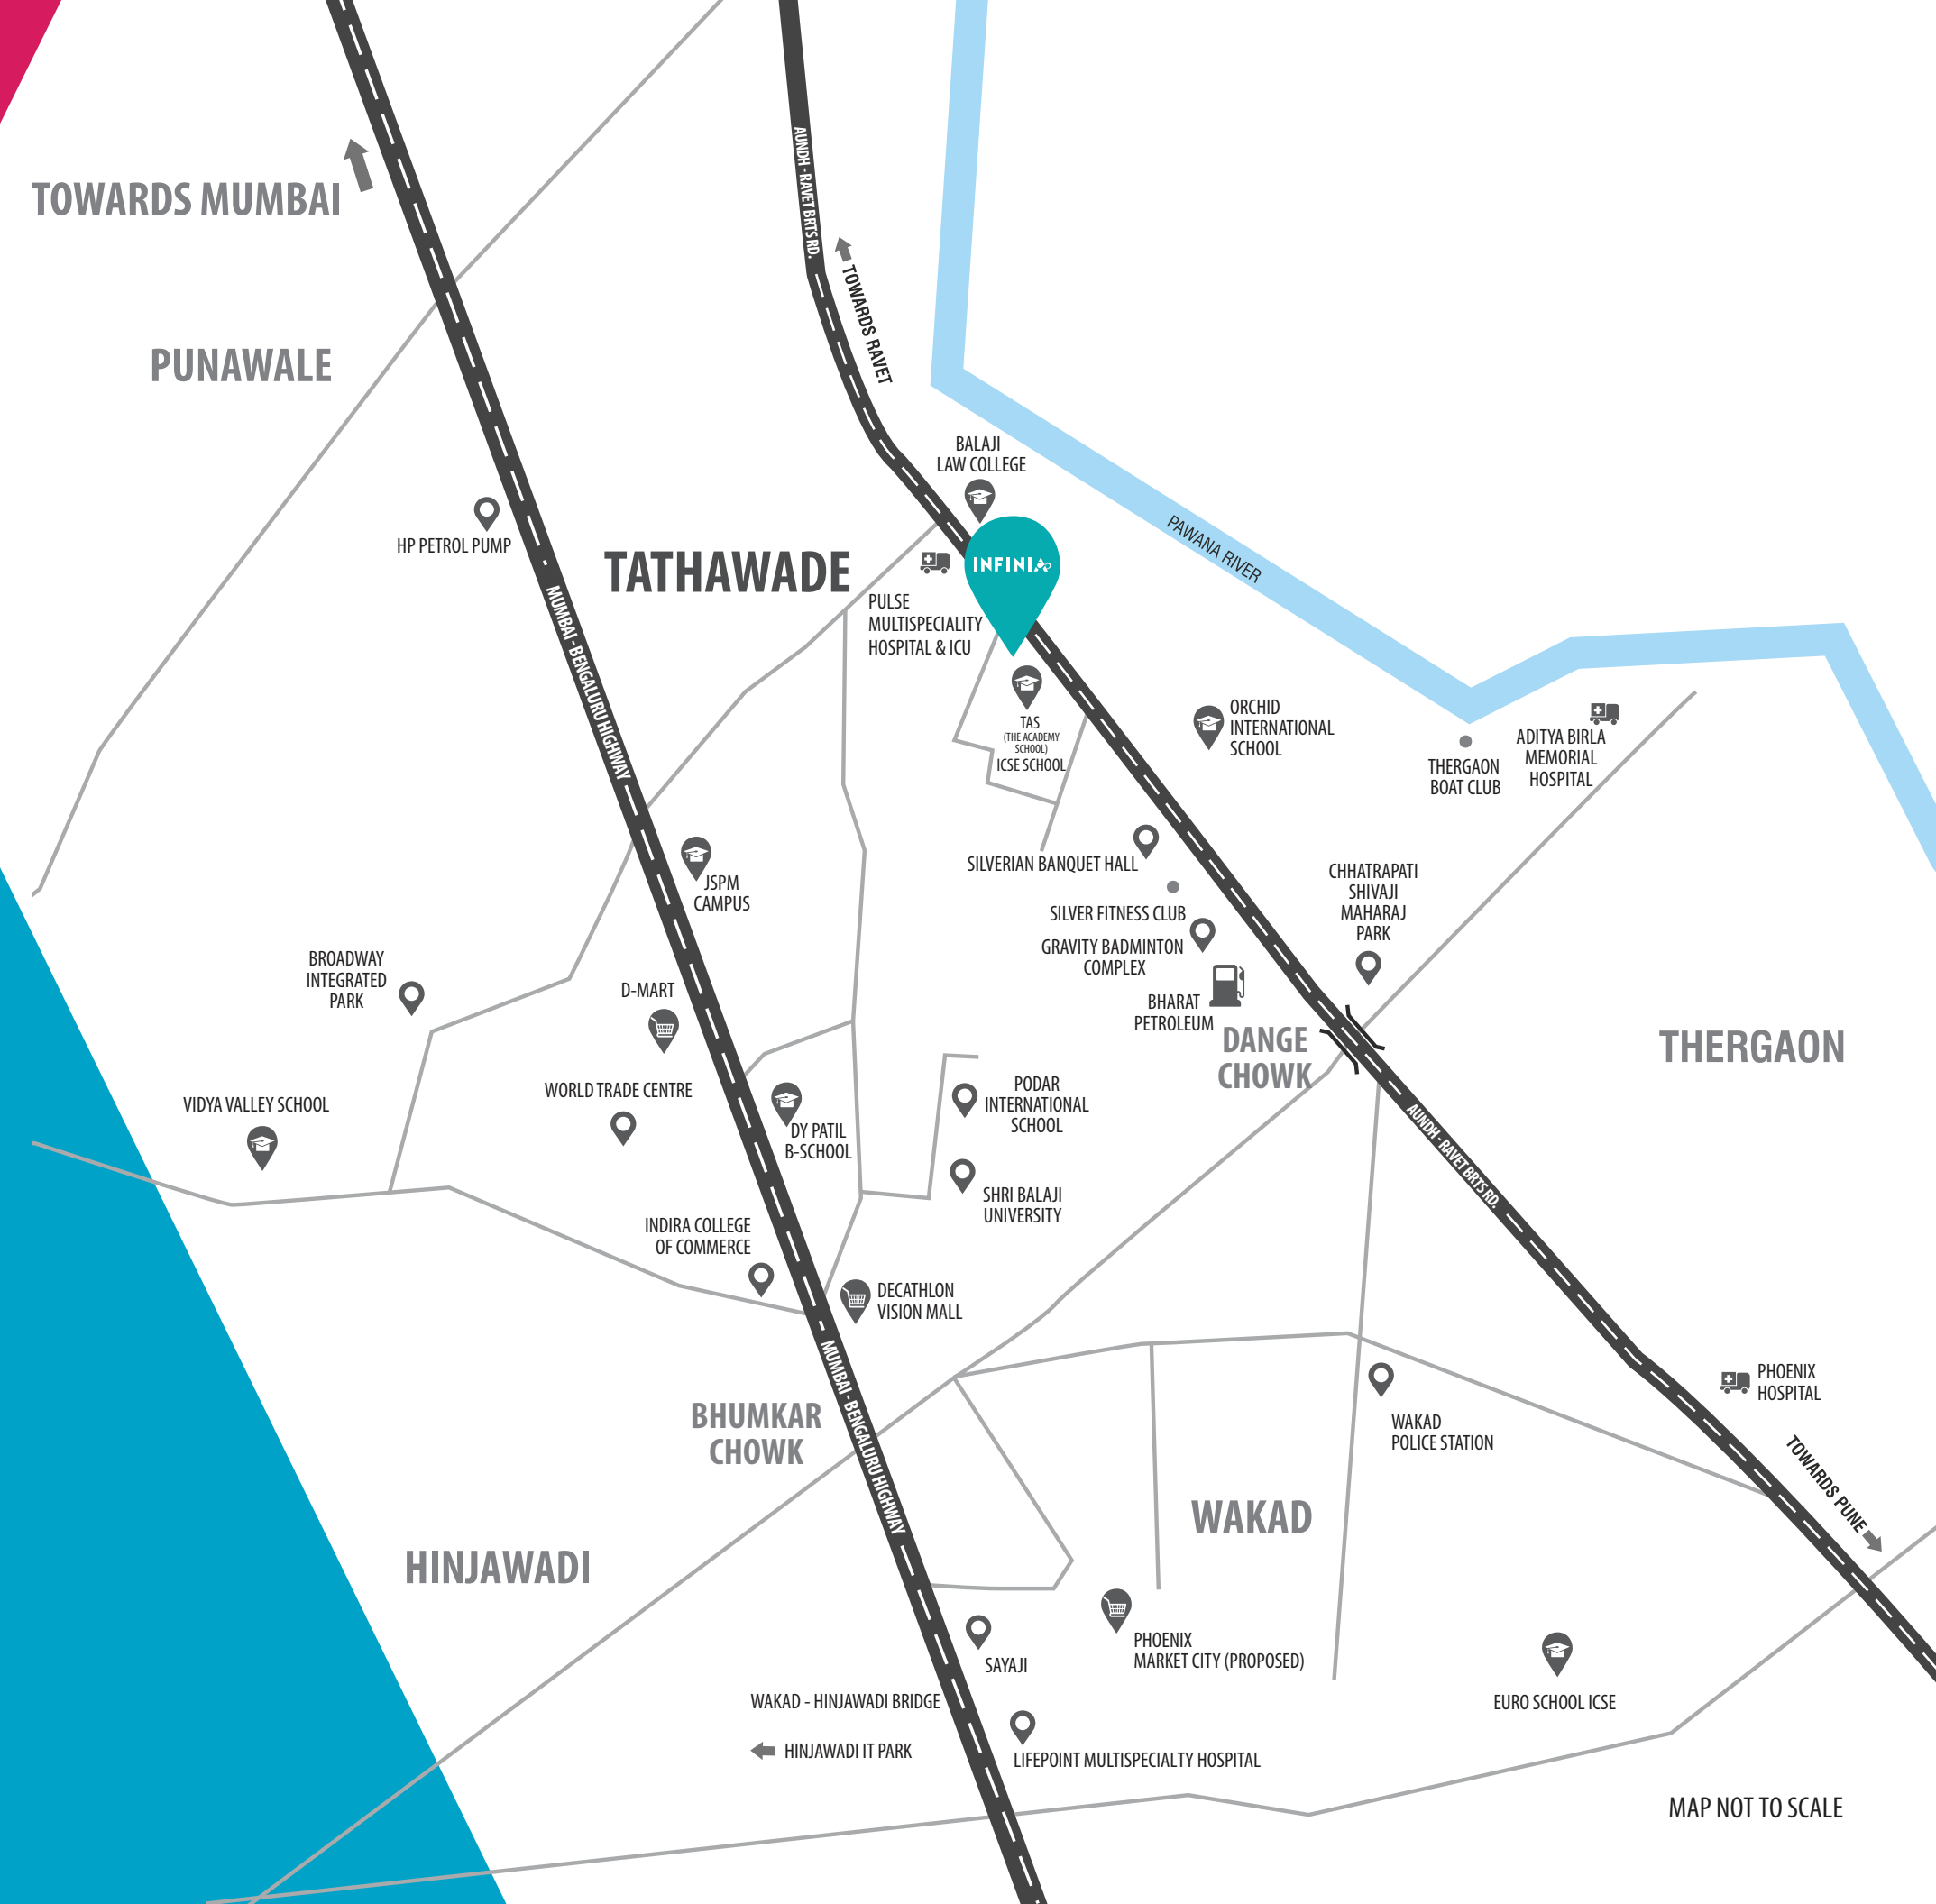 AUNDH - RAVET BRTS RD.
TOWARDS MUMBAI
TOWARDS RAVET
PUNAWALE
BALAJI
LAW COLLEGE
PAWANA RIVER
HP PETROL PUMP
TATHAWADE
INFINIA
PULSE
MULTISPECIALITY
HOSPITAL & ICU
MUMBAI - BENGALURU HIGHWAY
TAS
(THE ACADEMY
SCHOOL)
ICSE SCHOOL
ORCHID
INTERNATIONAL
SCHOOL
THERGAON
BOAT CLUB
ADITYA BIRLA
MEMORIAL
HOSPITAL
SILVERIAN BANQUET HALL
JSPM
CAMPUS
SILVER FITNESS CLUB
GRAVITY BADMINTON
COMPLEX
CHHATRAPATI
SHIVAJI
MAHARAJ
PARK
BROADWAY
INTEGRATED
PARK
D-MART
BHARAT
PETROLEUM
DANGE
CHOWK
THERGAON
VIDYA VALLEY SCHOOL
WORLD TRADE CENTRE
DY PATIL
B-SCHOOL
PODAR
INTERNATIONAL
SCHOOL
AUNDH - RAVET BRTS RD.
SHRI BALAJI
UNIVERSITY
INDIRA COLLEGE
OF COMMERCE
DECATHLON
VISION MALL
MUMBAI - BENGALURU HIGHWAY
BHUMKAR
CHOWK
WAKAD
POLICE STATION
PHOENIX
HOSPITAL
TOWARDS PUNE
WAKAD
HINJAWADI
SAYAJI
PHOENIX
MARKET CITY (PROPOSED)
WAKAD - HINJAWADI BRIDGE
EURO SCHOOL ICSE
HINJAWADI IT PARK
LIFEPOINT MULTISPECIALTY HOSPITAL
MAP NOT TO SCALE